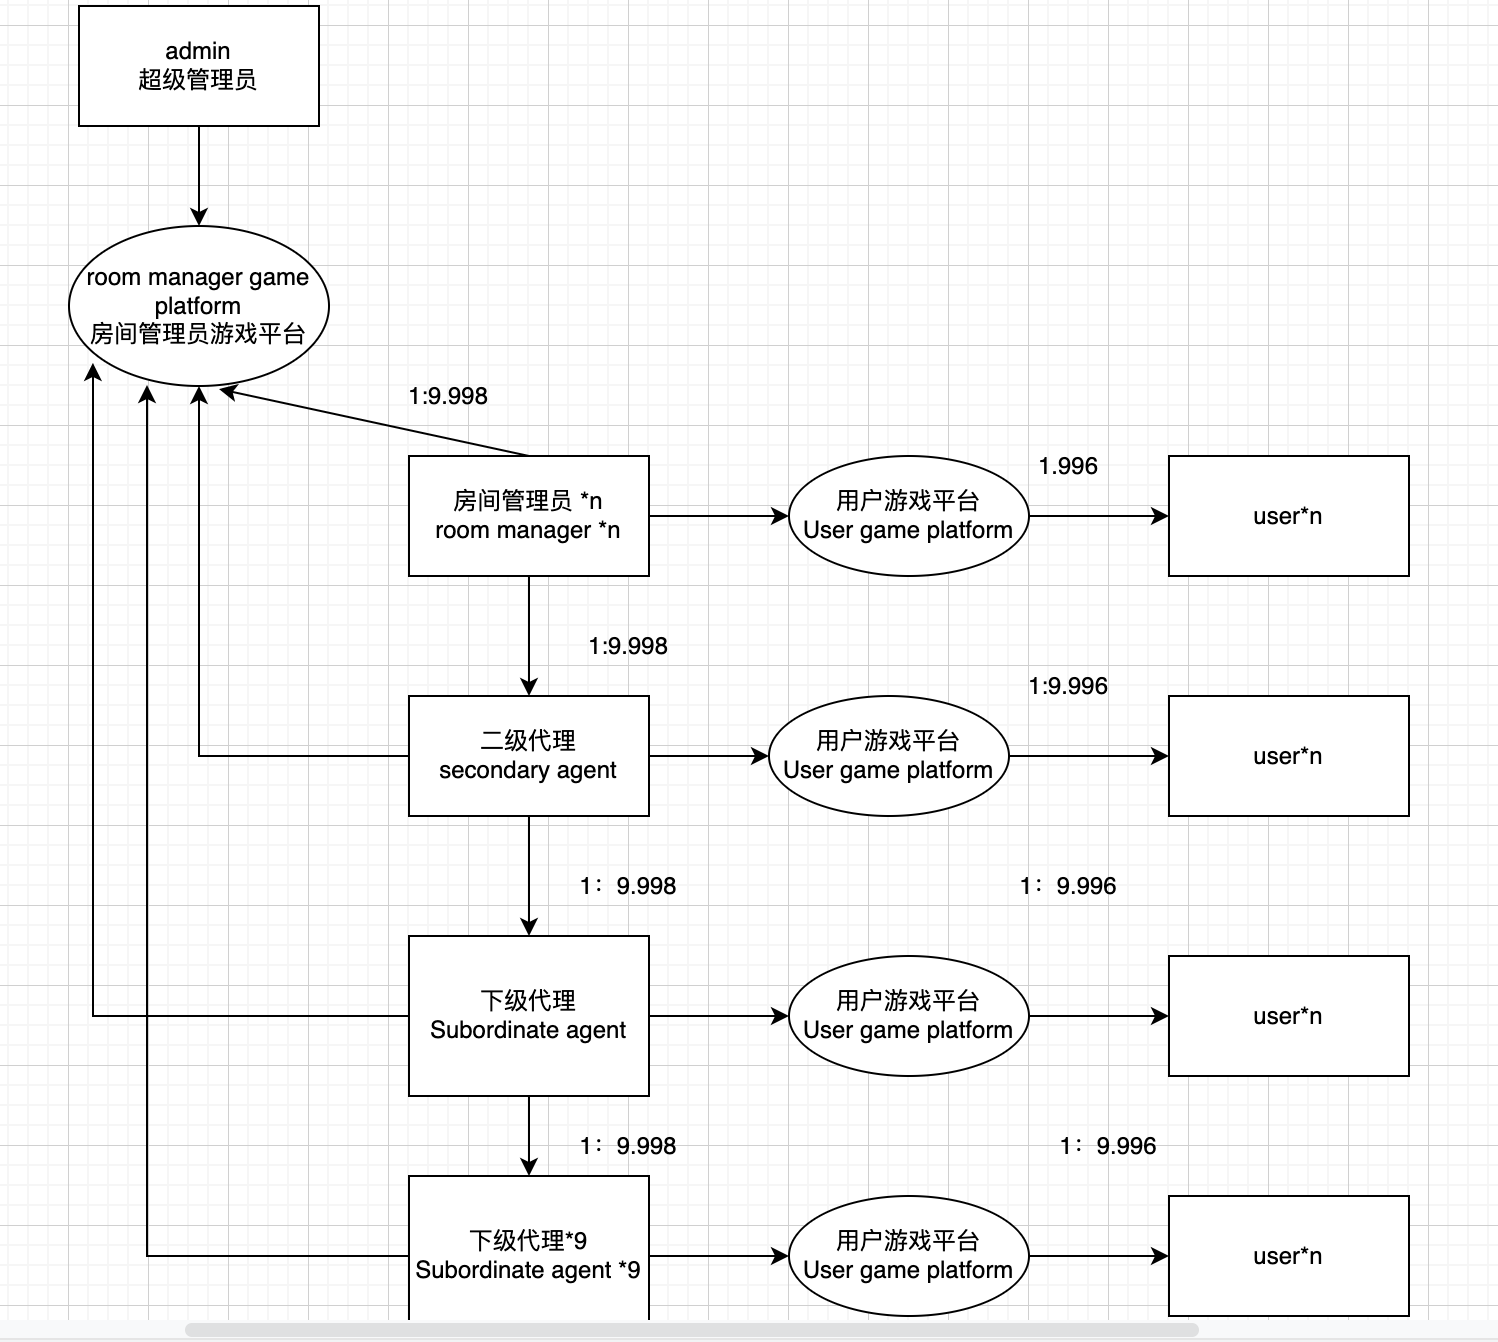 admin
超级管理员
room manager game
platform
房间管理员游戏平台
1:9.998
房间管理员 *n
room manager *n
用户游戏平台
User game platform
1.996
user*n
1:9.998
二级代理
secondary agent
用户游戏平台
User game platform
1:9.996
user*n
1：9.998
下级代理
Subordinate agent
用户游戏平台
User game platform
1：9.996
user*n
1：9.998
下级代理*9
Subordinate agent *9
用户游戏平台
User game platform
1：9.996
user*n